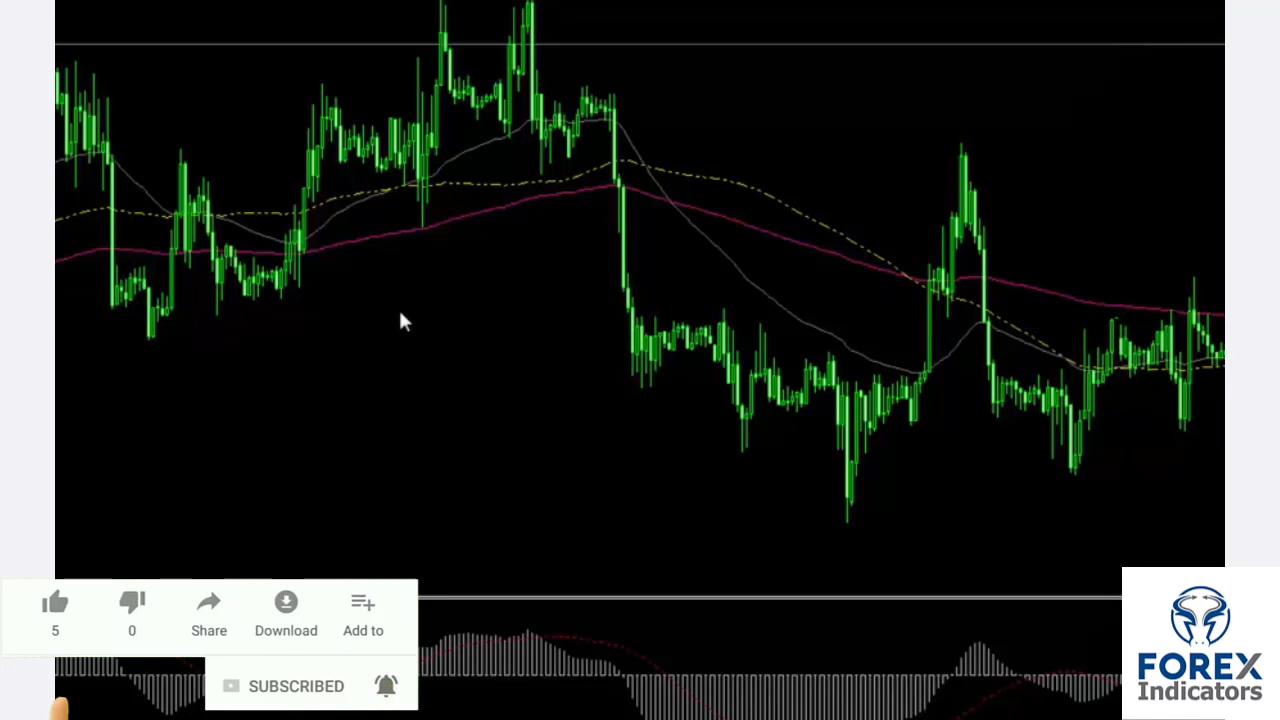 5
0
Share
Download
Add to
SUBSCRIBED
FOREX
Indicators